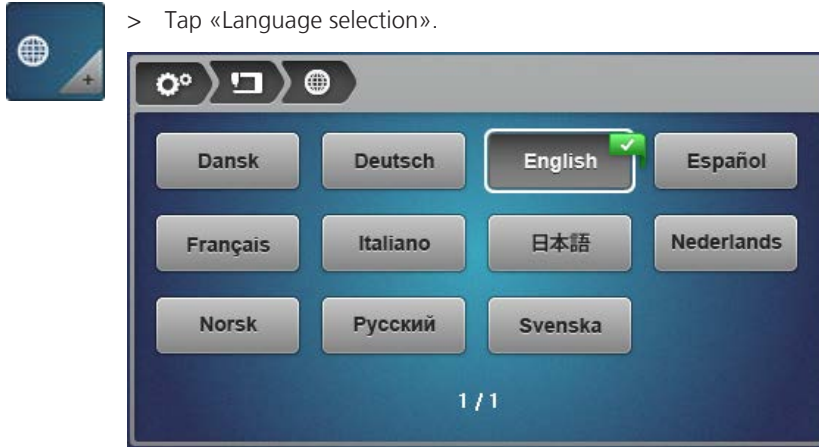 > Tap «Language selection».
Dansk Deutsch English Español
Français Italiano 日本語 Nederlands
Norsk Русский Svenska
1 / 1